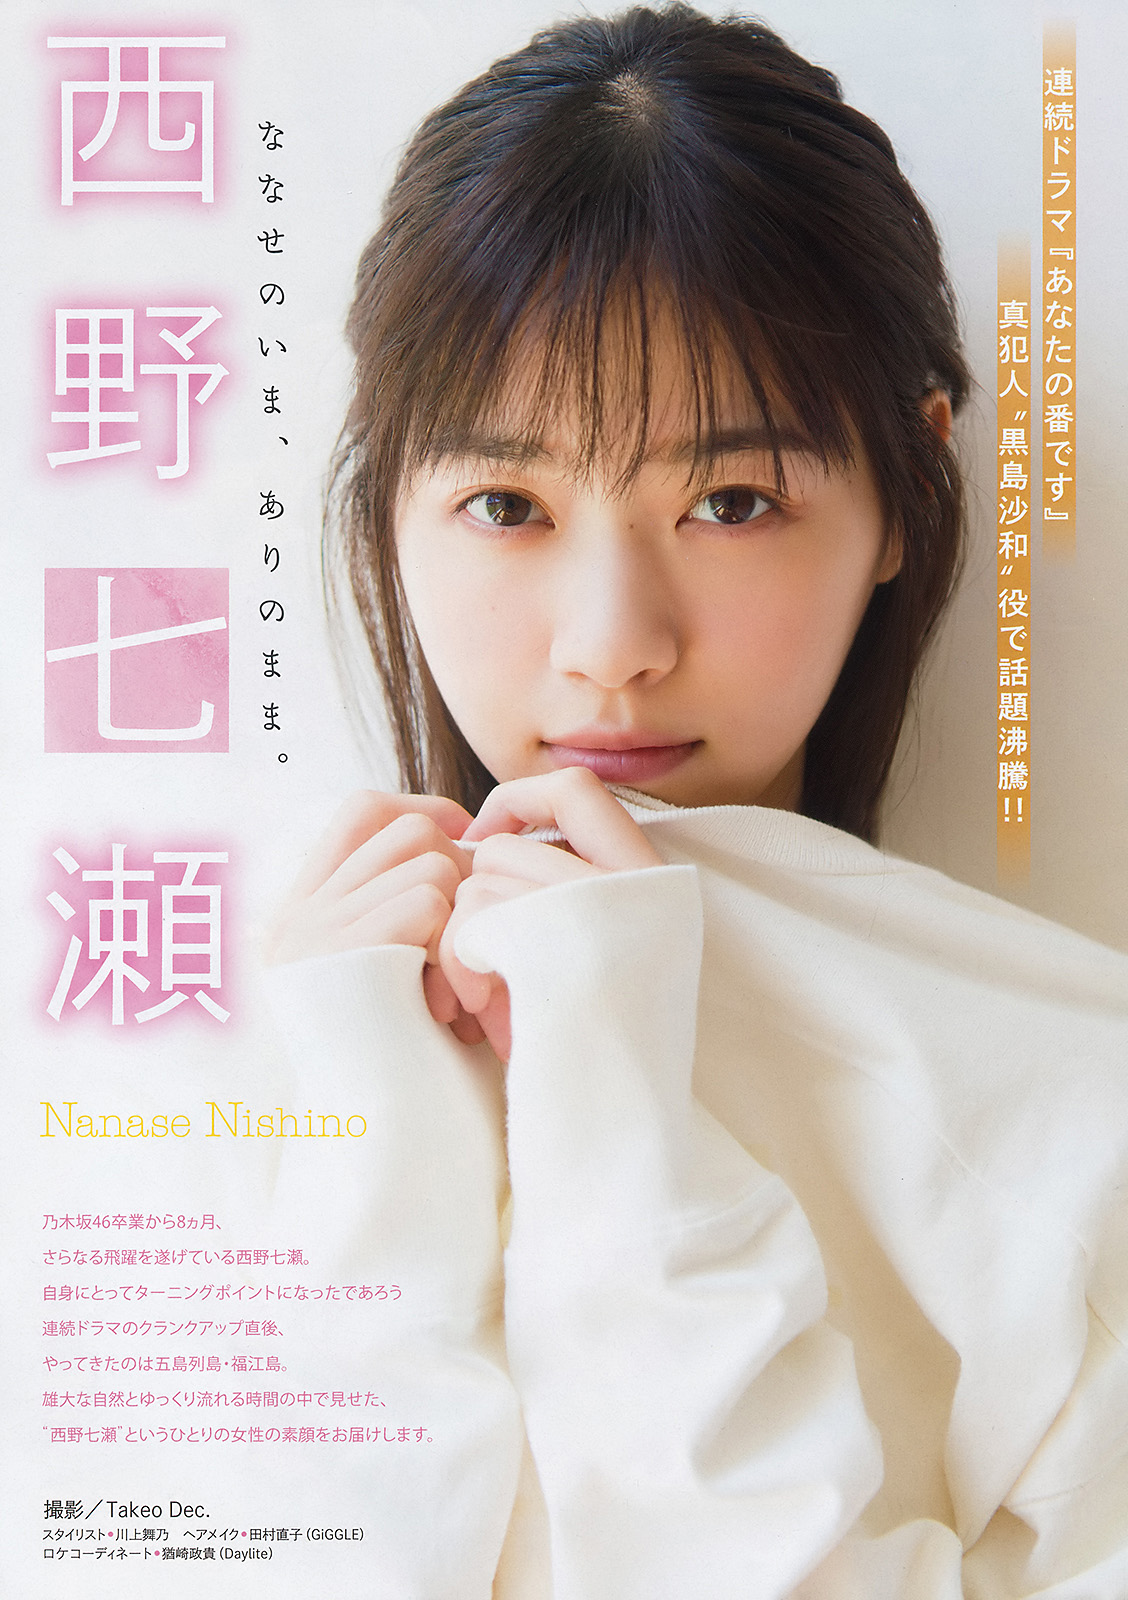 連続ドラマ『あなたの番です』
真犯人〝黒島沙和〟役で話題沸騰!!
西野七瀬
ななせのいま、ありのまま。
Nanase Nishino
乃木坂46卒業から8ヵ月、
さらなる飛躍を遂げている西野七瀬。
自身にとってターニングポイントになったであろう
連続ドラマのクランクアップ直後、
やってきたのは五島列島・福江島。
雄大な自然とゆっくり流れる時間の中で見せた、
“西野七瀬”というひとりの女性の素顔をお届けします。
撮影／Takeo Dec.
スタイリスト●川上舞乃　ヘアメイク●田村直子（GiGGLE）
ロケコーディネート●猶崎政貴（Daylite）